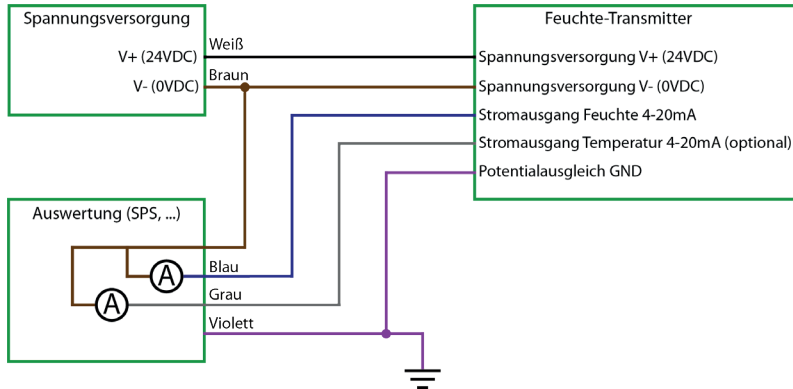 Spannungsversorgung
V+ (24VDC)
V- (0VDC)
Weiß
Braun
Feuchte-Transmitter
Spannungsversorgung V+ (24VDC)
Spannungsversorgung V- (0VDC)
Stromausgang Feuchte 4-20mA
Stromausgang Temperatur 4-20mA (optional)
Potentialausgleich GND
Auswertung (SPS, ...)
A
Blau
A
Grau
Violett